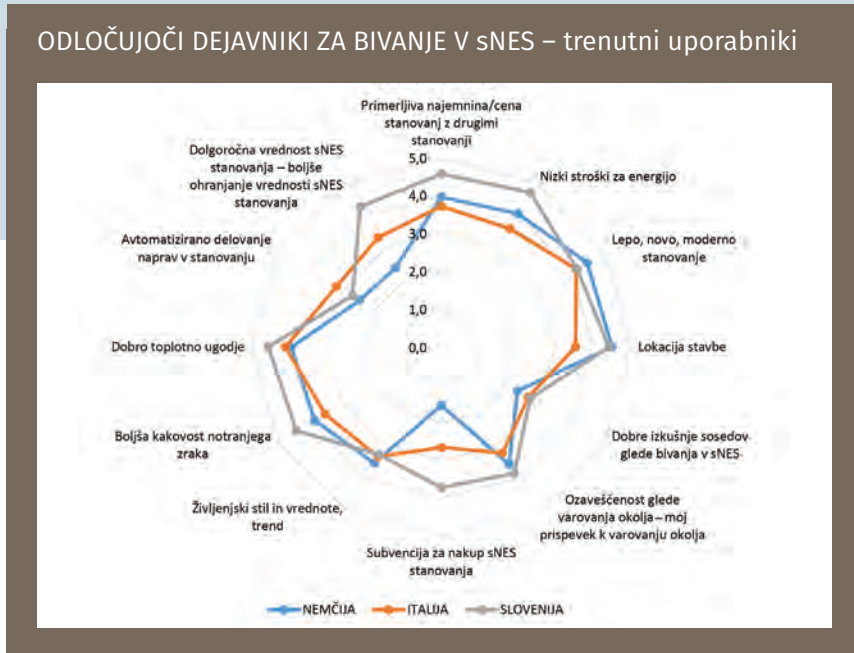 ODLOČUJOČI DEJAVNIKI ZA BIVANJE V sNES – trenutni uporabniki
Primerljiva najemnina/cena
stanovanj z drugimi
stanovanji
Dolgoročna vrednost sNES
stanovanja – boljše
ohranjanje vrednosti sNES
stanovanja
Nizki stroški za energijo
Avtomatizirano delovanje
naprav v stanovanju
Lepo, novo, moderno
stanovanje
5,0
4,0
3,0
2,0
1,0
0,0
Dobro toplotno ugodje
Lokacija stavbe
Boljša kakovost notranjega
zraka
Dobre izkušnje sosedov
glede bivanja v sNES
Življenjski stil in vrednote,
trend
Ozaveščenost glede
varovanja okolja – moj
prispevek k varovanju okolja
Subvencija za nakup sNES
stanovanja
NEMČIJA
ITALIJA
SLOVENIJA